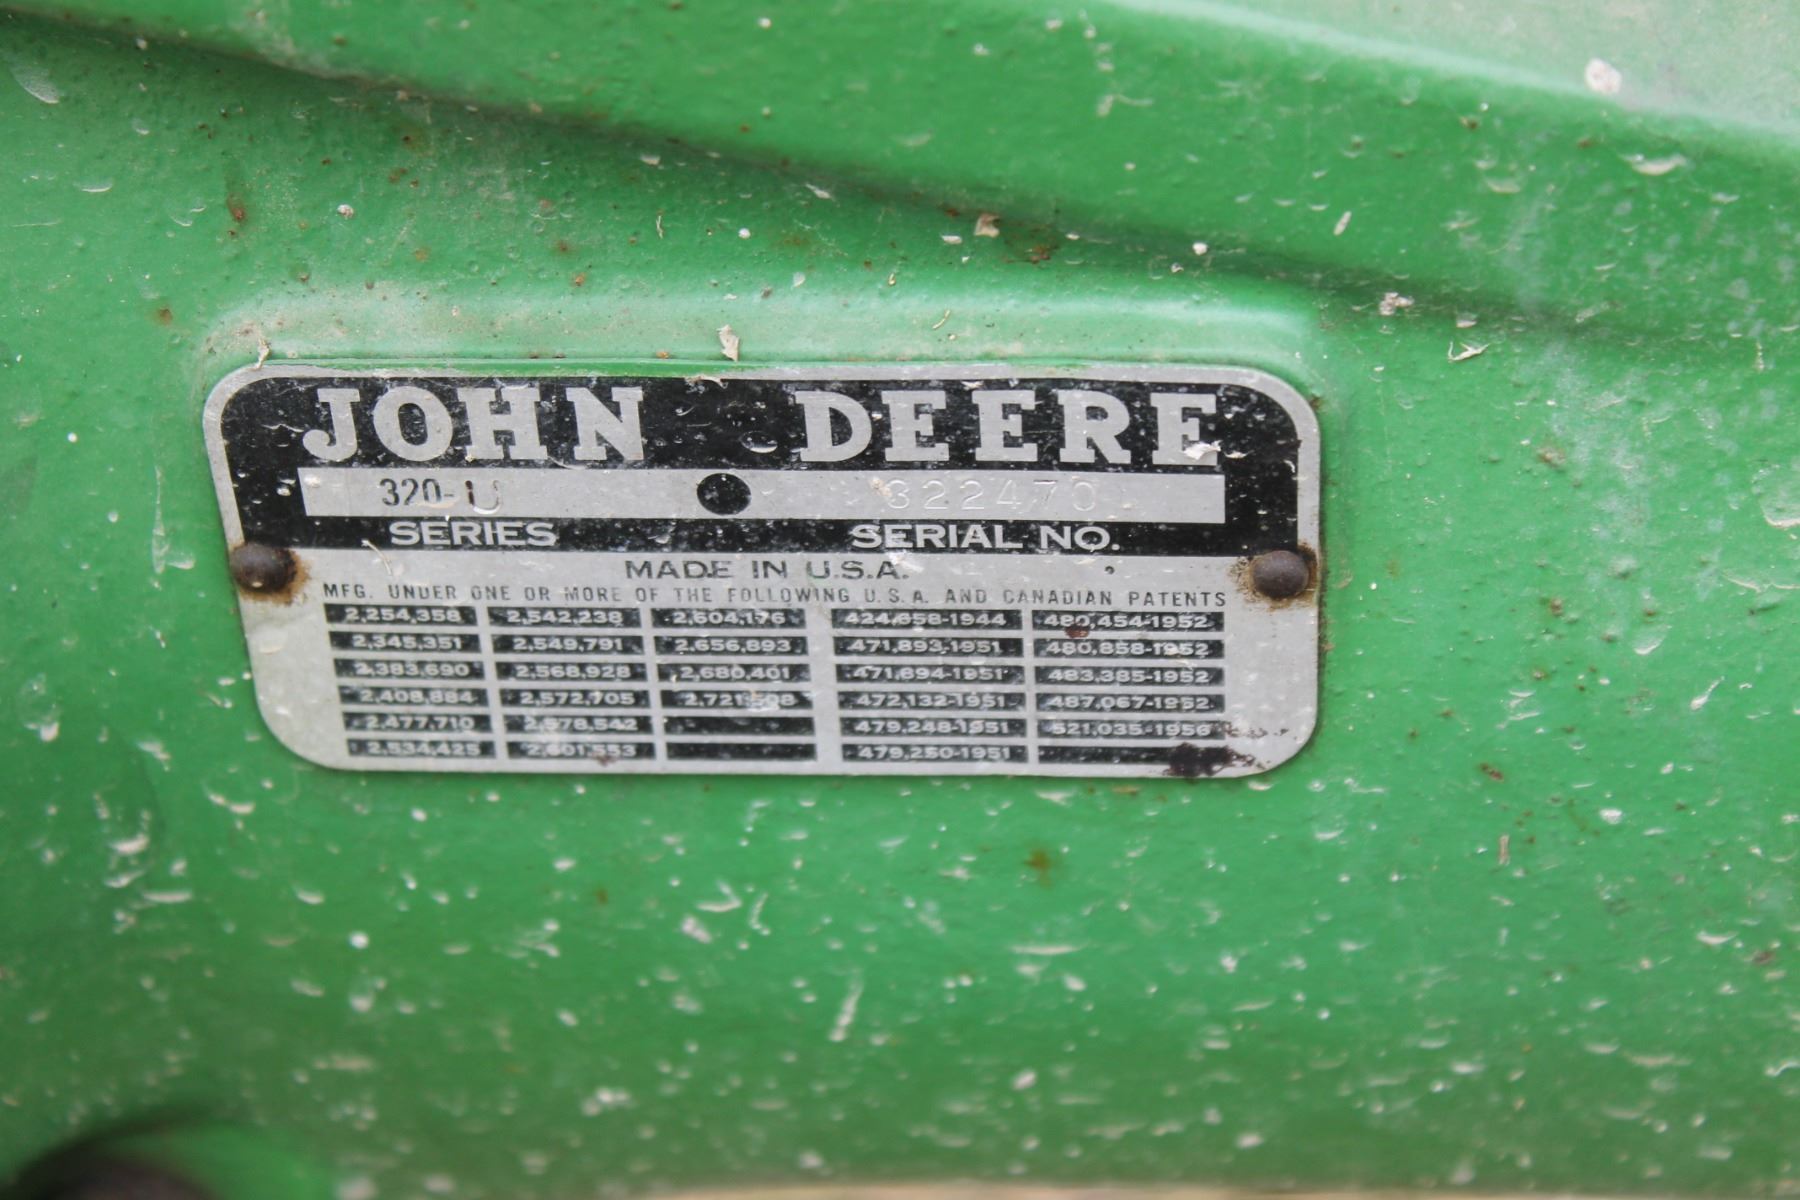 JOHN DEERE
320-U 322470
SERIES SERIAL NO.
MADE IN U.S.A.
MFG. UNDER ONE OR MORE OF THE FOLLOWING U.S.A. AND CANADIAN PATENTS
2,254,358 2,542,238 2,604,176 424,658-1944 480,454-1952
2,345,351 2,549,791 2,656,893 471,893-1951 480,858-1952
2,383,690 2,568,928 2,680,401 471,894-1951 483,385-1952
2,408,884 2,572,705 472,132-1951 487,067-1952
2,477,710 2,578,542 479,248-1951 521,035-1956
2,534,425 2,601,553 479,250-1951